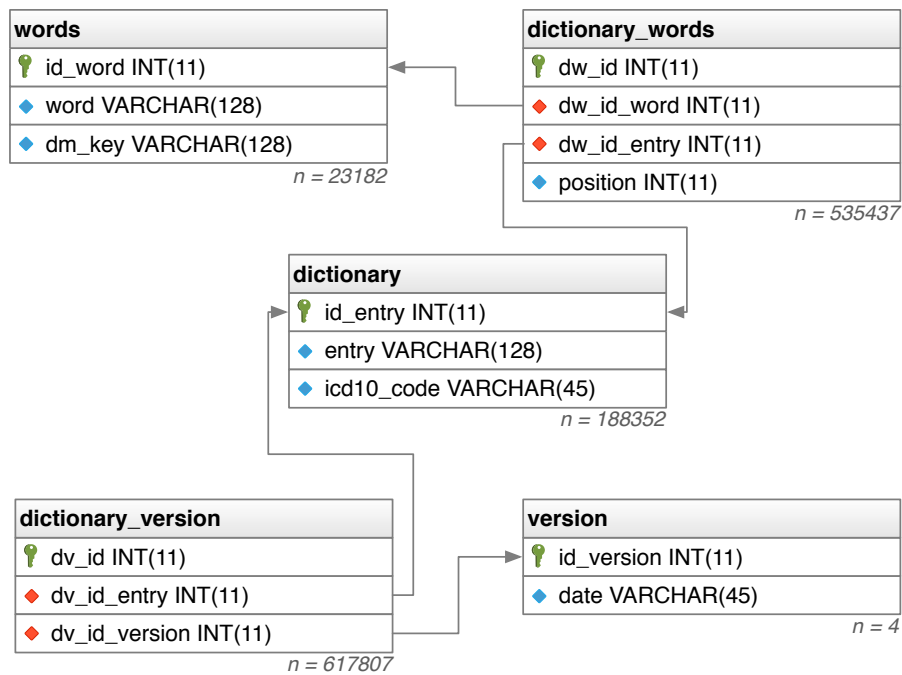 words
id_word INT(11)
word VARCHAR(128)
dm_key VARCHAR(128)
n = 23182
dictionary_words
dw_id INT(11)
dw_id_word INT(11)
dw_id_entry INT(11)
position INT(11)
n = 535437
dictionary
id_entry INT(11)
entry VARCHAR(128)
icd10_code VARCHAR(45)
n = 188352
dictionary_version
dv_id INT(11)
dv_id_entry INT(11)
dv_id_version INT(11)
n = 617807
version
id_version INT(11)
date VARCHAR(45)
n = 4